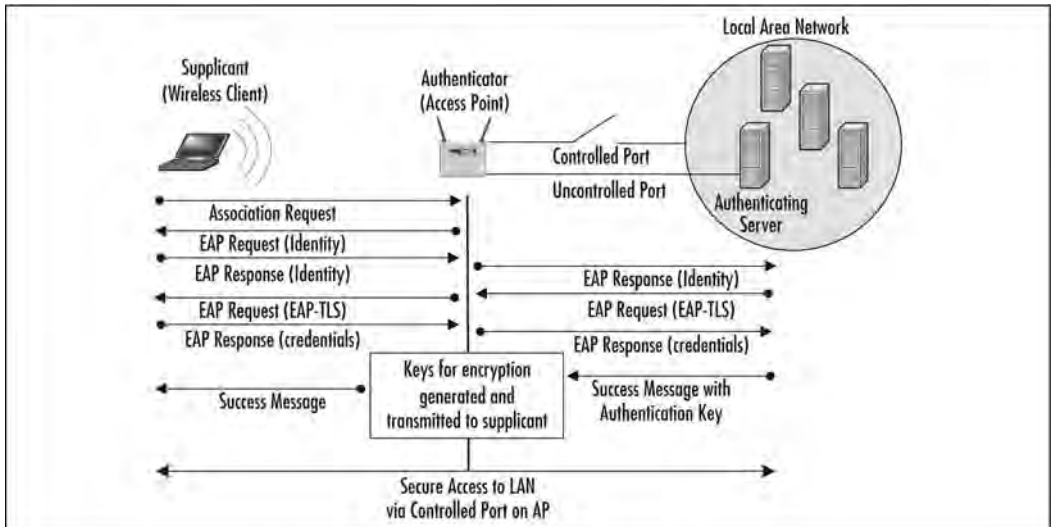 Local Area Network
Supplicant
(Wireless Client)
Authenticator
(Access Point)
Controlled Port
Uncontrolled Port
Authenticating
Server
Association Request
EAP Request (Identity)
EAP Response (Identity)
EAP Response (Identity)
EAP Request (EAP-TLS)
EAP Request (EAP-TLS)
EAP Response (credentials)
EAP Response (credentials)
Keys for encryption
generated and
transmitted to supplicant
Success Message
Success Message with
Authentication Key
Secure Access to LAN
via Controlled Port on AP